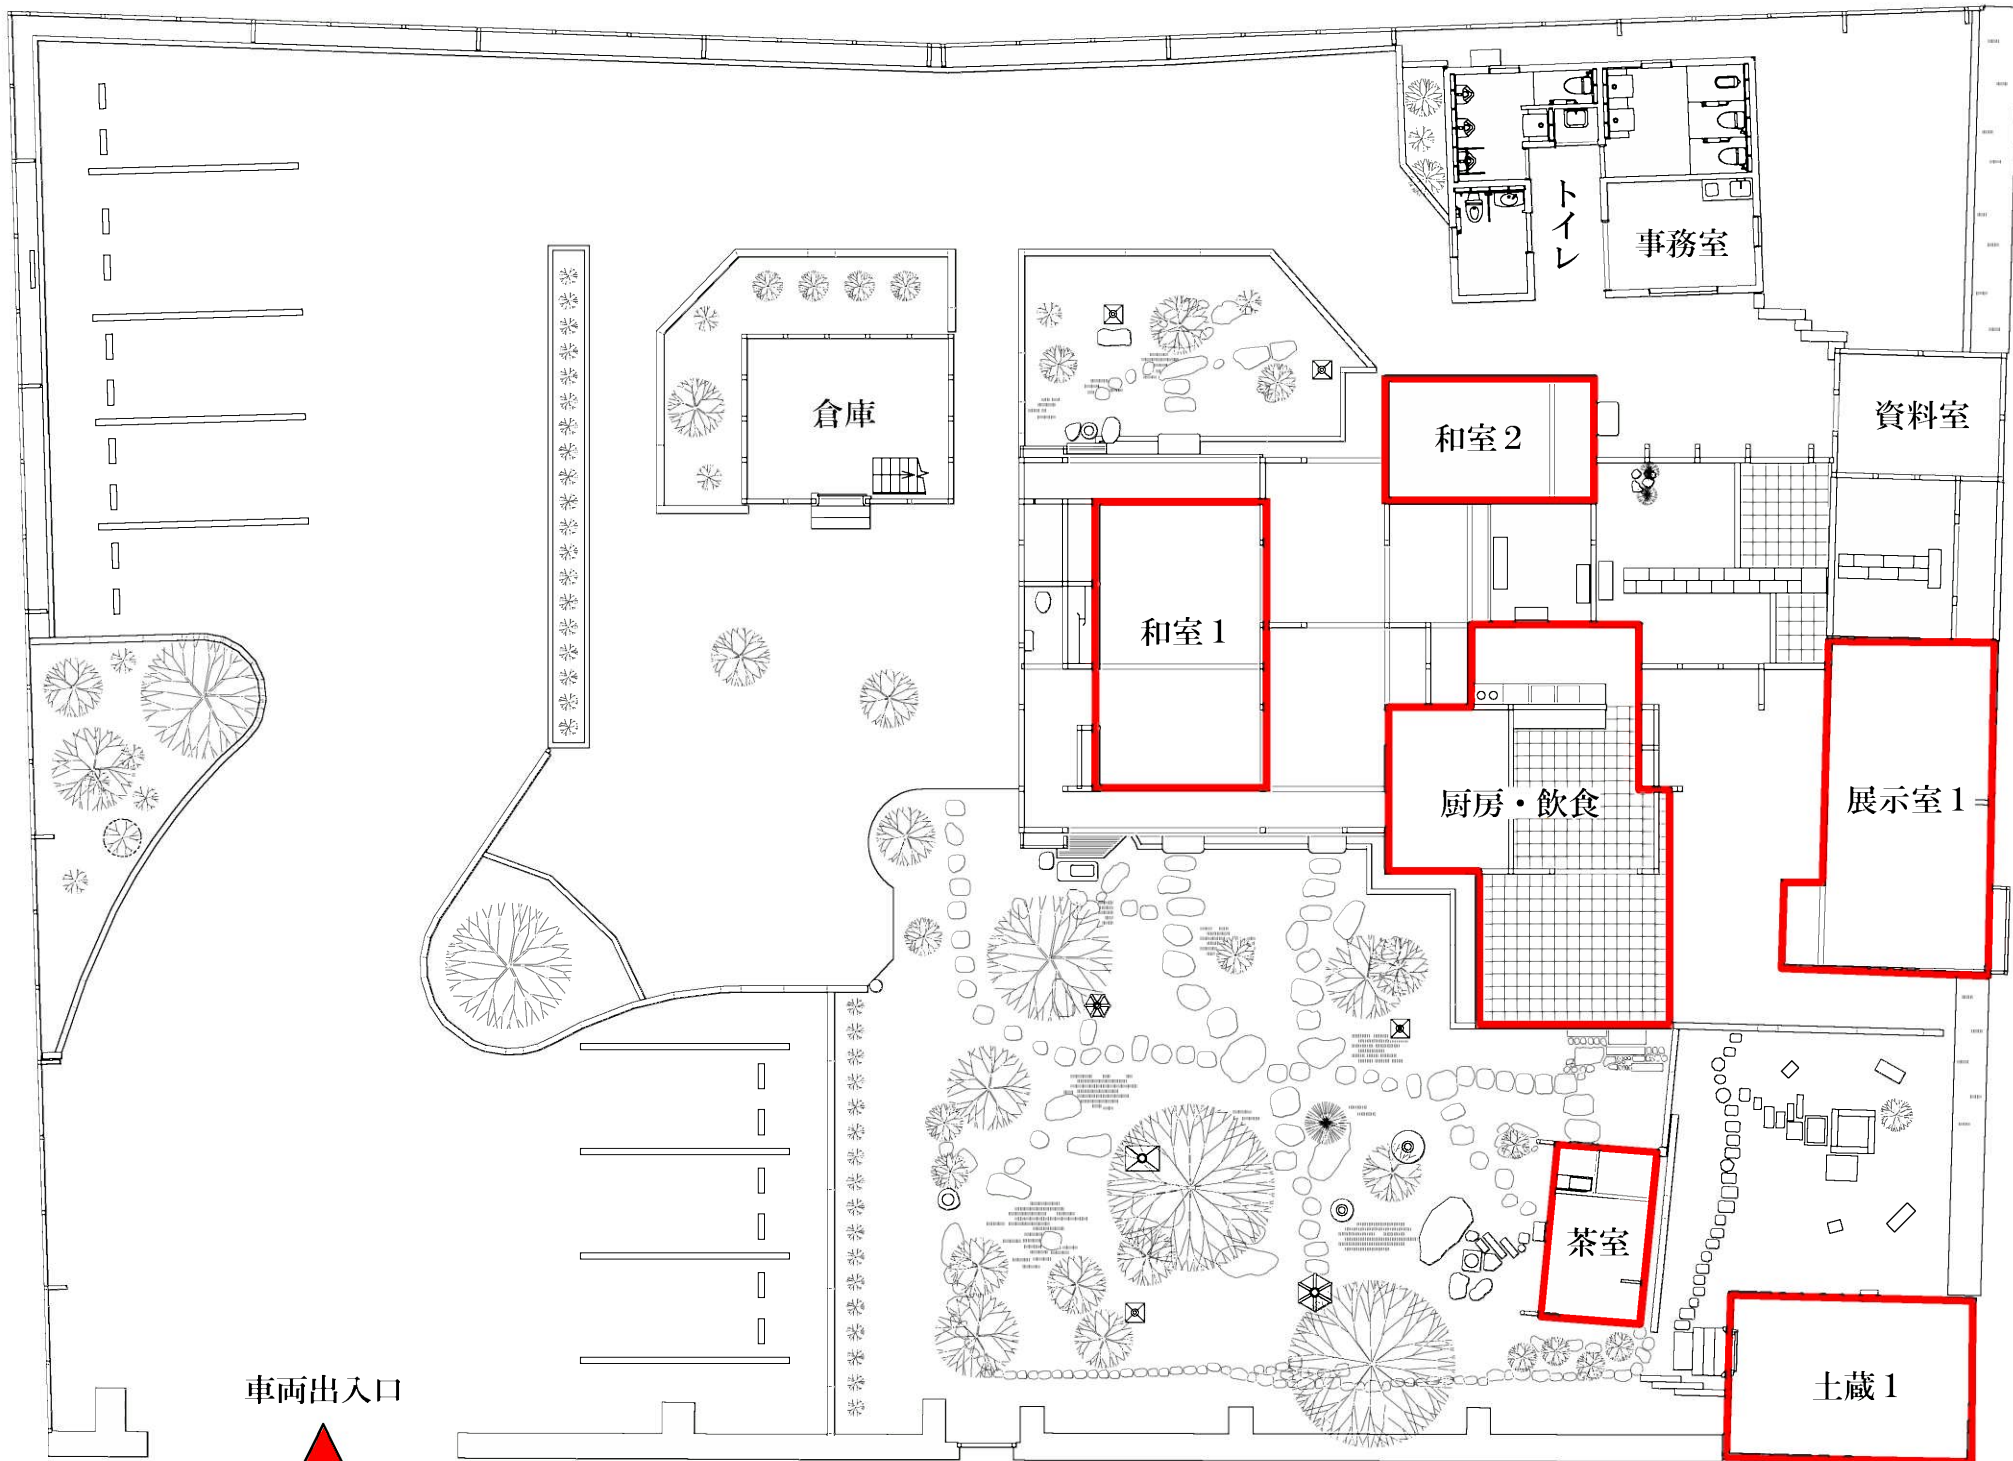 トイレ
事務室
倉庫
和室2
資料室
和室1
厨房・飲食
展示室1
茶室
車両出入口
土蔵1